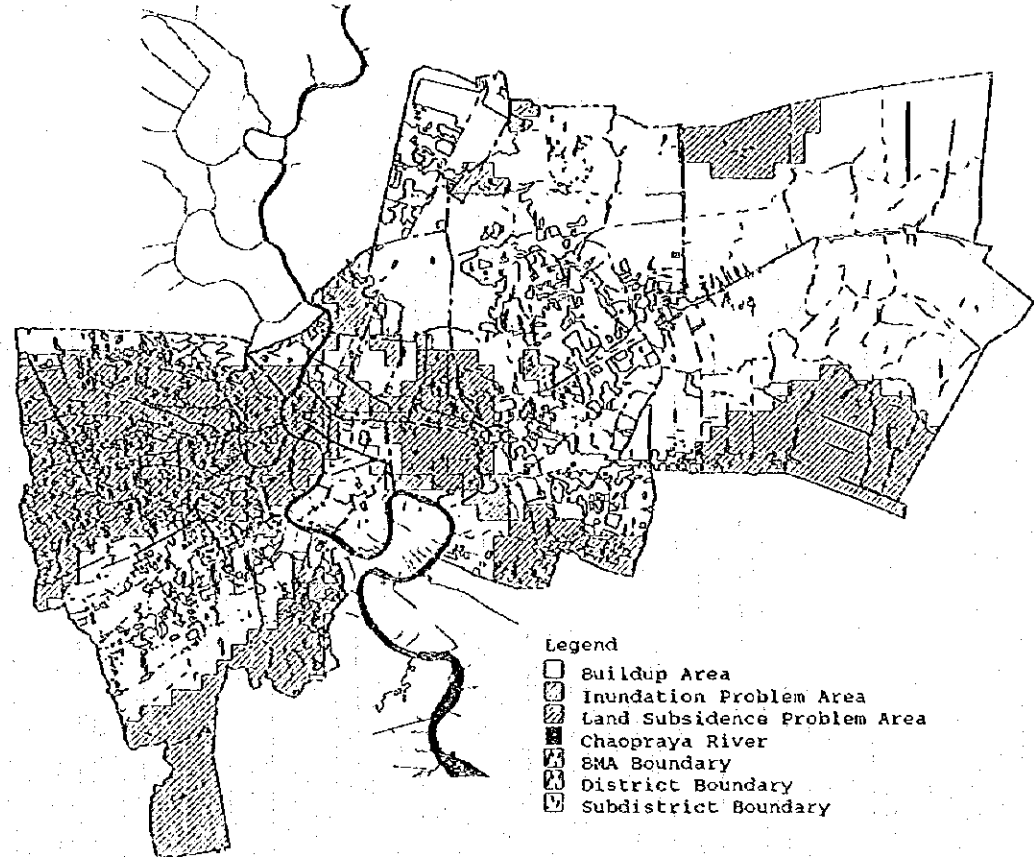 Legend
Buildup Area
Inundation Problem Area
Land Subsidence Problem Area
Chaopraya River
BMA Boundary
District Boundary
Subdistrict Boundary